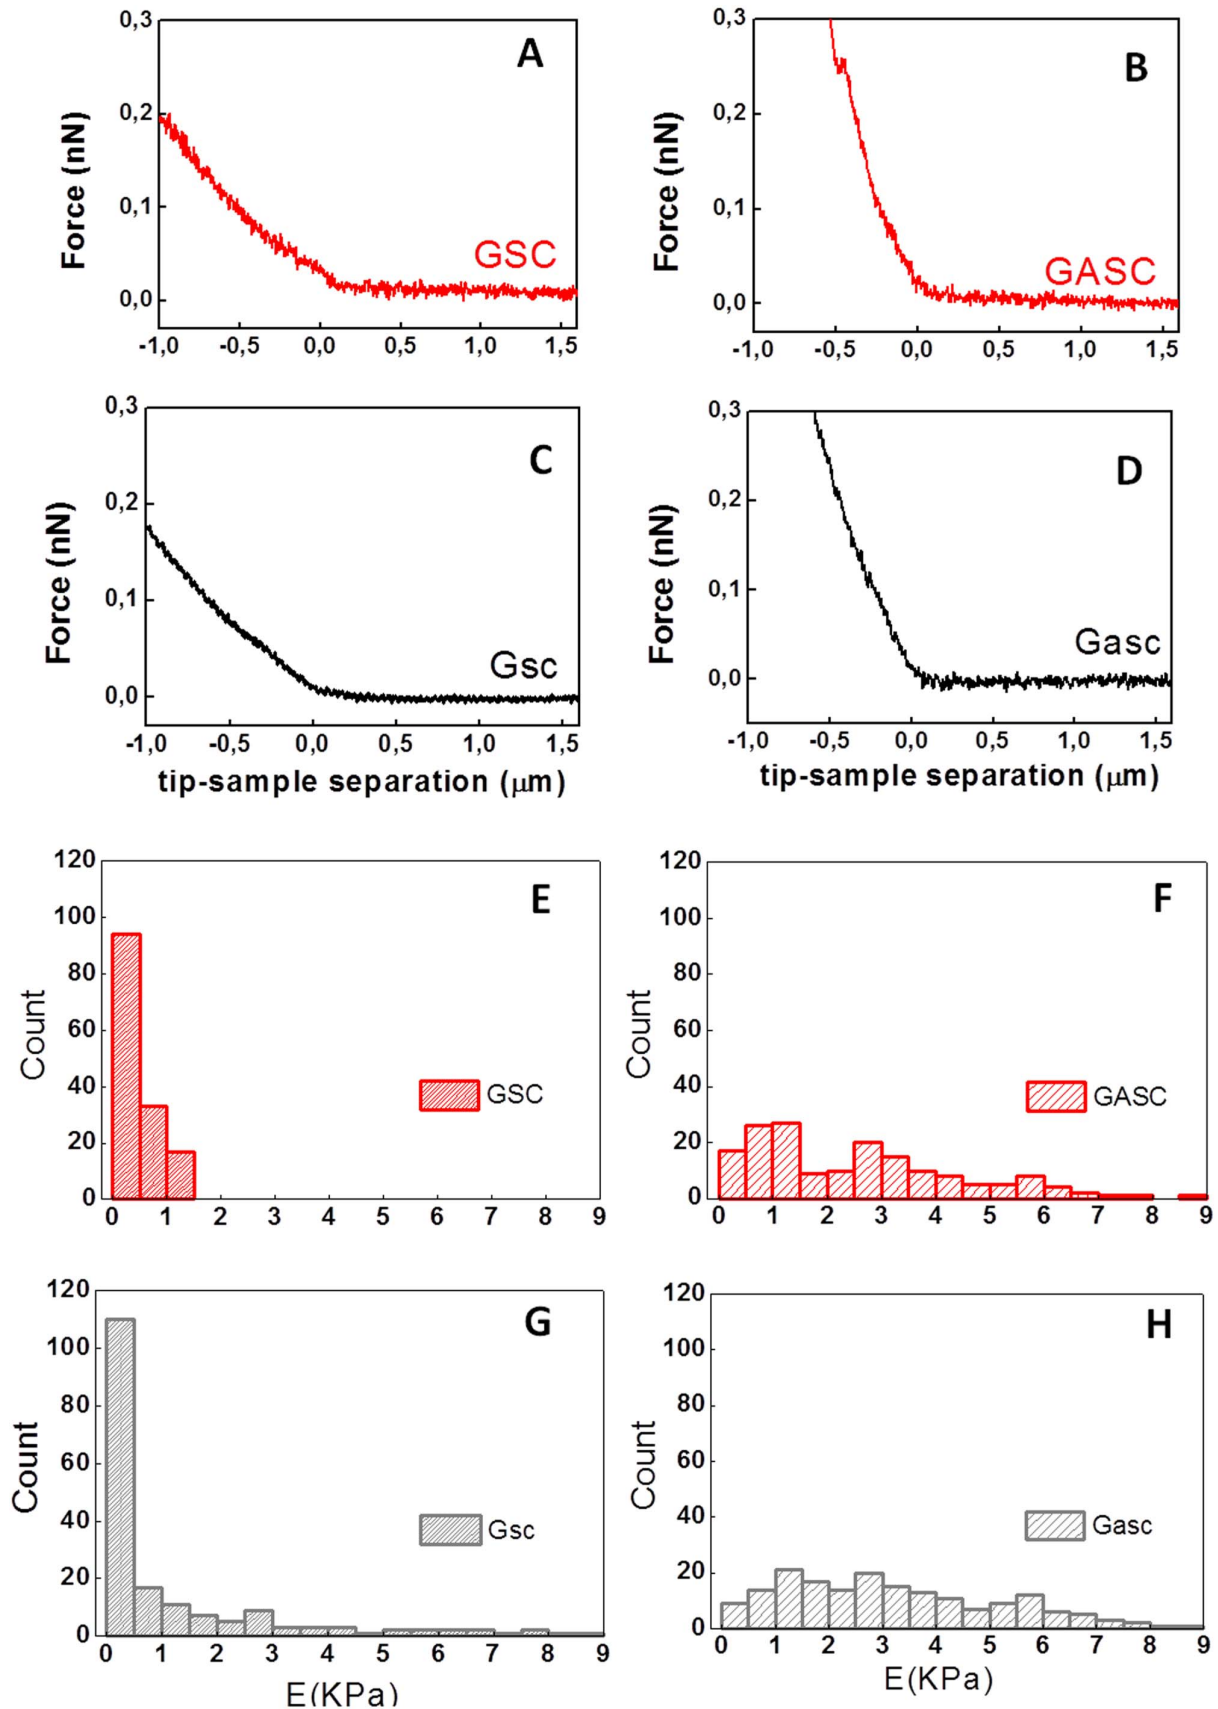 0,3
0,2
0,1
0,0
Force (nN)
A
GSC
-1,0 -0,5 0,0 0,5 1,0 1,5
0,3
0,2
0,1
0,0
Force (nN)
B
GASC
-1,0 -0,5 0,0 0,5 1,0 1,5
0,3
0,2
0,1
0,0
Force (nN)
C
Gsc
-1,0 -0,5 0,0 0,5 1,0 1,5
tip-sample separation (μm)
0,3
0,2
0,1
0,0
Force (nN)
D
Gasc
-1,0 -0,5 0,0 0,5 1,0 1,5
tip-sample separation (μm)
120
100
80
60
40
20
0
Count
E
GSC
0 1 2 3 4 5 6 7 8 9
120
100
80
60
40
20
0
Count
F
GASC
0 1 2 3 4 5 6 7 8 9
120
100
80
60
40
20
0
Count
G
Gsc
0 1 2 3 4 5 6 7 8 9
E(KPa)
120
100
80
60
40
20
0
Count
H
Gasc
0 1 2 3 4 5 6 7 8 9
E(KPa)